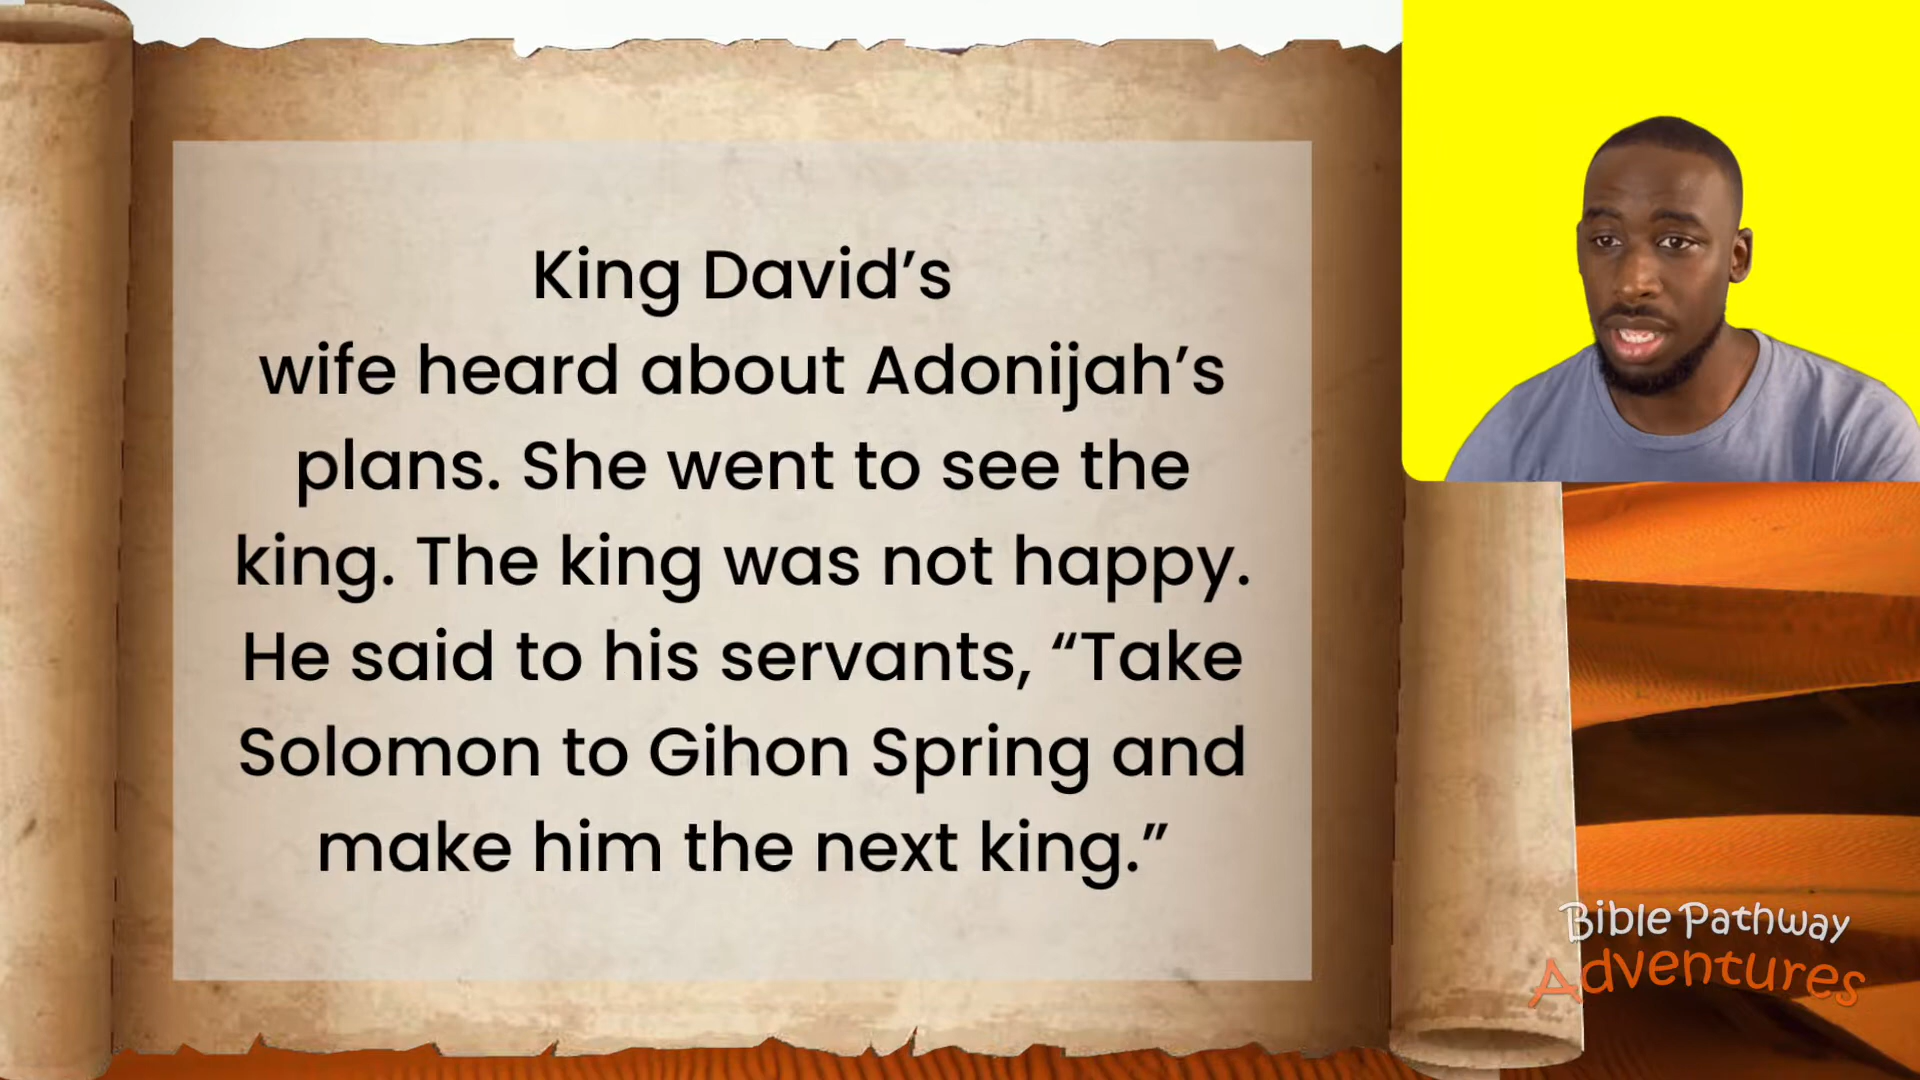 King David’s
wife heard about Adonijah’s
plans. She went to see the
king. The king was not happy.
He said to his servants, “Take
Solomon to Gihon Spring and
make him the next king.”
Bible Pathway
Adventures